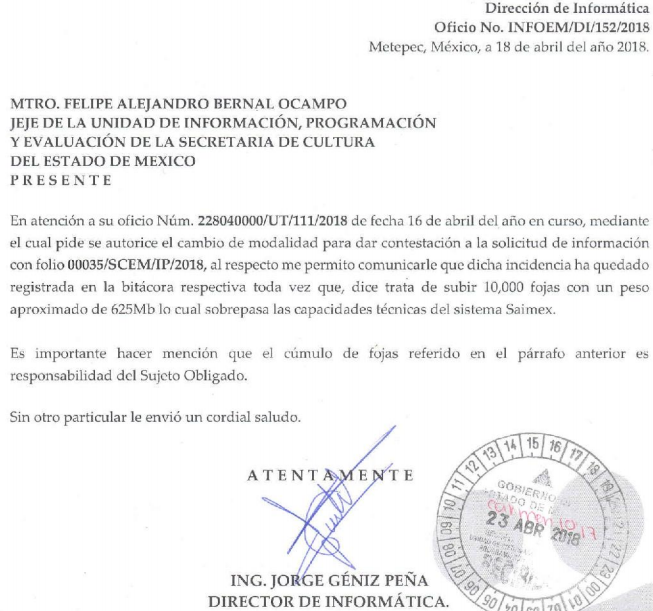 Dirección de Informática
Oficio No. INFOEM/DI/152/2018
Metepec, México, a 18 de abril del año 2018.
MTRO. FELIPE ALEJANDRO BERNAL OCAMPO
JEJE DE LA UNIDAD DE INFORMACIÓN, PROGRAMACIÓN
Y EVALUACIÓN DE LA SECRETARIA DE CULTURA
DEL ESTADO DE MEXICO
P R E S E N T E
En atención a su oficio Núm. 228040000/UT/111/2018 de fecha 16 de abril del año en curso, mediante
el cual pide se autorice el cambio de modalidad para dar contestación a la solicitud de información
con folio 00035/SCEM/IP/2018, al respecto me permito comunicarle que dicha incidencia ha quedado
registrada en la bitácora respectiva toda vez que, dice trata de subir 10,000 fojas con un peso
aproximado de 625Mb lo cual sobrepasa las capacidades técnicas del sistema Saimex.
Es importante hacer mención que el cúmulo de fojas referido en el párrafo anterior es
responsabilidad del Sujeto Obligado.
Sin otro particular le envió un cordial saludo.
A T E N T A M E N T E
07 08 09 10 11 12 13 14 15 16 17 18
GOBIERNO
23 ABR 2018
ING. JORGE GÉNIZ PEÑA
DIRECTOR DE INFORMÁTICA.